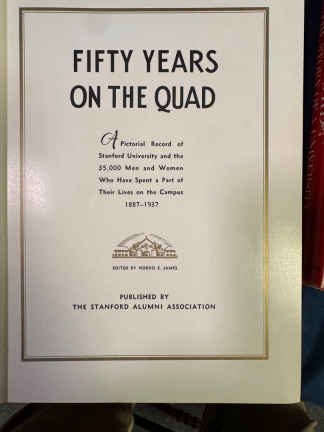 FIFTY YEARS
ON THE QUAD
A Pictorial Record of
Stanford University and the
35,000 Men and Women
Who Have Spent a Part of
Their Lives on the Campus
1887-1937
EDITED BY NORRIS E. JAMES
PUBLISHED BY
THE STANFORD ALUMNI ASSOCIATION